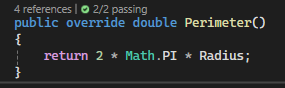 4 references | 2/2 passing
public override double Perimeter()
{
return 2 * Math.PI * Radius;
}